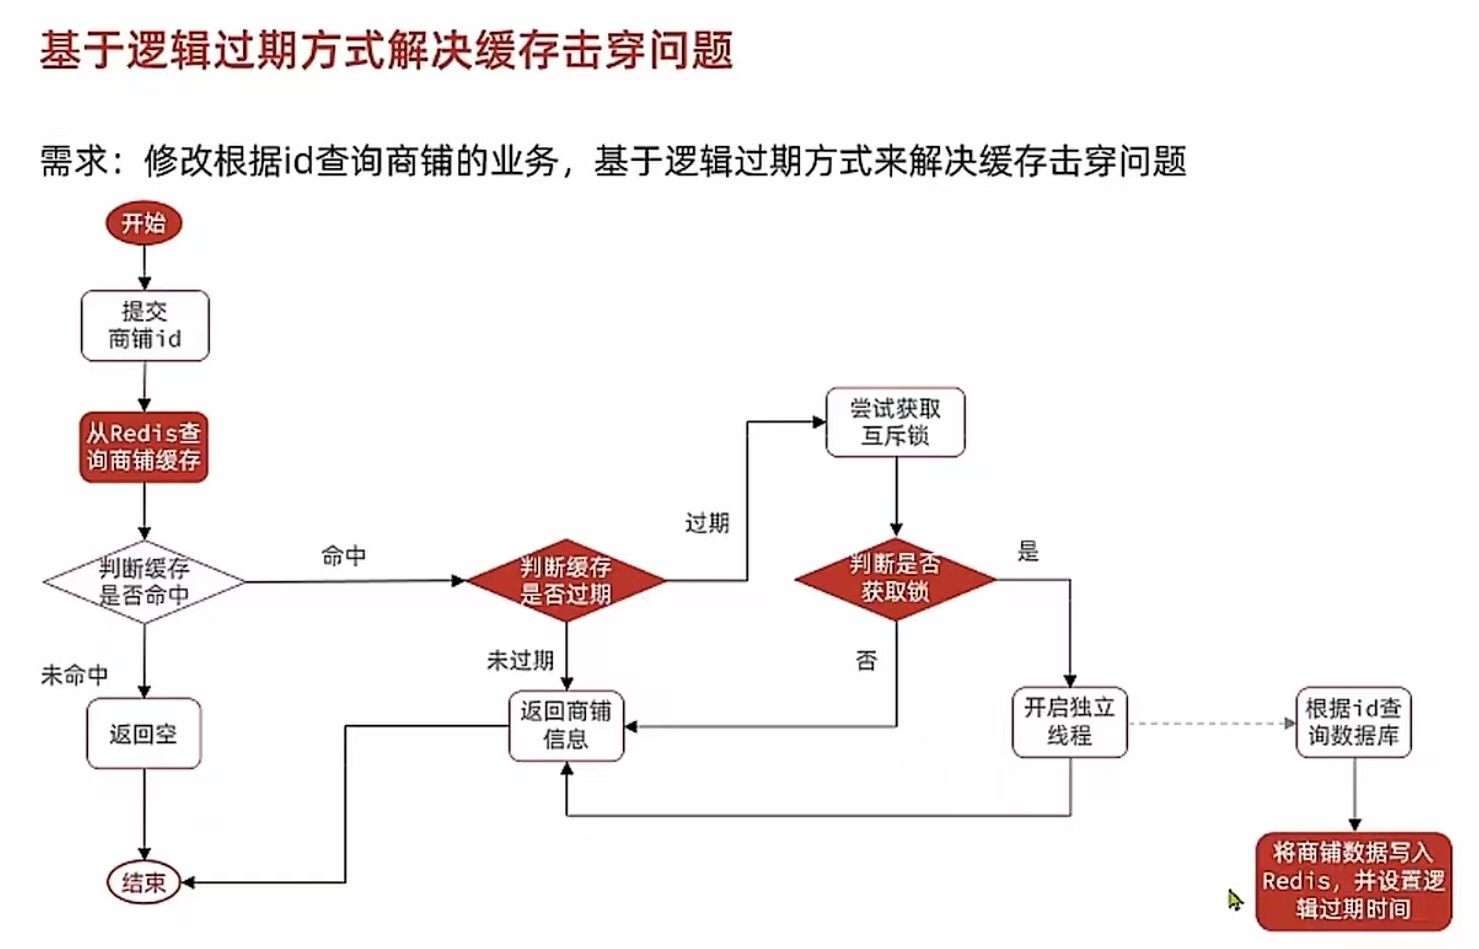 基于逻辑过期方式解决缓存击穿问题
需求：修改根据id查询商铺的业务，基于逻辑过期方式来解决缓存击穿问题
开始
提交
商铺id
从Redis查
询商铺缓存
判断缓存
是否命中
命中
未命中
返回空
结束
判断缓存
是否过期
过期
未过期
返回商铺
信息
尝试获取
互斥锁
判断是否
获取锁
是
否
开启独立
线程
根据id查
询数据库
将商铺数据写入
Redis，并设置逻
辑过期时间